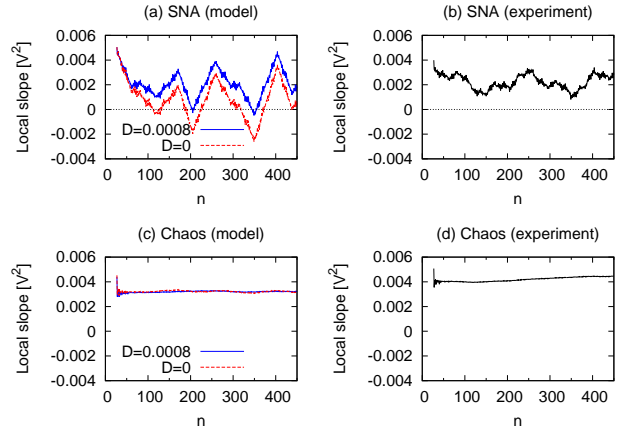 (a) SNA (model)
Local slope [V²]
0.006
0.004
0.002
0
-0.002
-0.004
D=0.0008
D=0
0 100 200 300 400
n
(b) SNA (experiment)
Local slope [V²]
0.006
0.004
0.002
0
-0.002
-0.004
0 100 200 300 400
n
(c) Chaos (model)
Local slope [V²]
0.006
0.004
0.002
0
-0.002
-0.004
D=0.0008
D=0
0 100 200 300 400
n
(d) Chaos (experiment)
Local slope [V²]
0.006
0.004
0.002
0
-0.002
-0.004
0 100 200 300 400
n